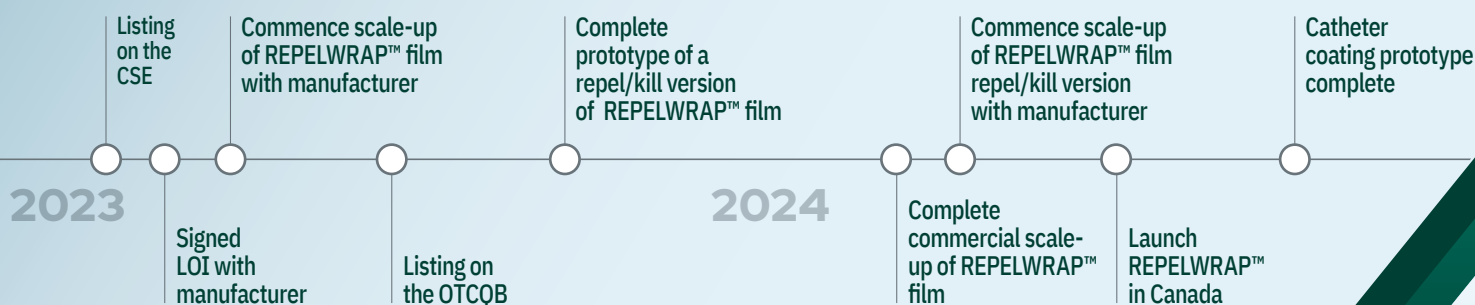 Listing
on the
CSE
Commence scale-up
of REPELWRAP™ film
with manufacturer
Complete
prototype of a
repel/kill version
of REPELWRAP™ film
Commence scale-up
of REPELWRAP™ film
repel/kill version
with manufacturer
Catheter
coating prototype
complete
2023
2024
Signed
LOI with
manufacturer
Listing on
the OTCQB
Complete
commercial scale-
up of REPELWRAP™
film
Launch
REPELWRAP™
in Canada